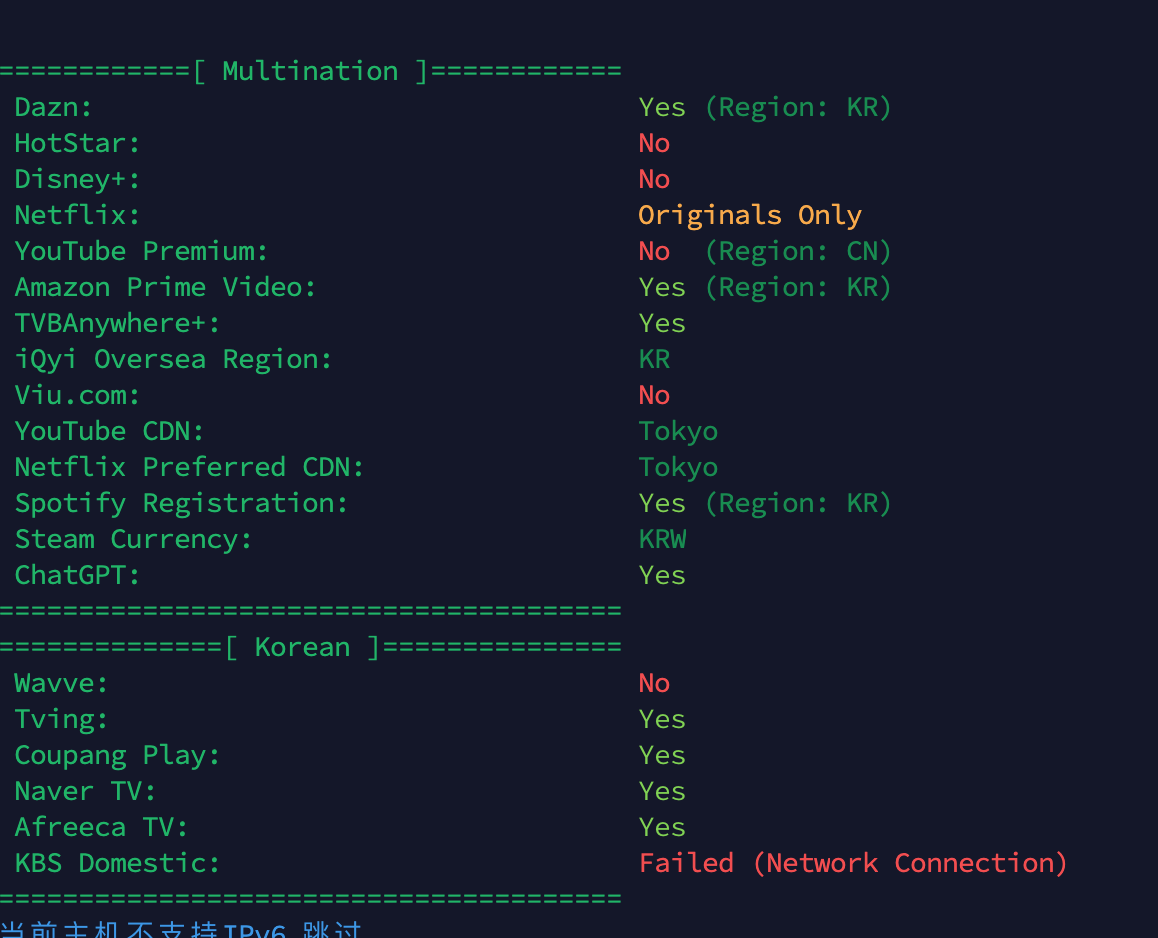 ============[ Multination ]============
Dazn: Yes (Region: KR)
HotStar: No
Disney+: No
Netflix: Originals Only
YouTube Premium: No (Region: CN)
Amazon Prime Video: Yes (Region: KR)
TVBAnywhere+: Yes
iQyi Oversea Region: KR
Viu.com: No
YouTube CDN: Tokyo
Netflix Preferred CDN: Tokyo
Spotify Registration: Yes (Region: KR)
Steam Currency: KRW
ChatGPT: Yes
=======================================
==============[ Korean ]===============
Wavve: No
Tving: Yes
Coupang Play: Yes
Naver TV: Yes
Afreeca TV: Yes
KBS Domestic: Failed (Network Connection)
=======================================
当前主机不支持IPv6,跳过